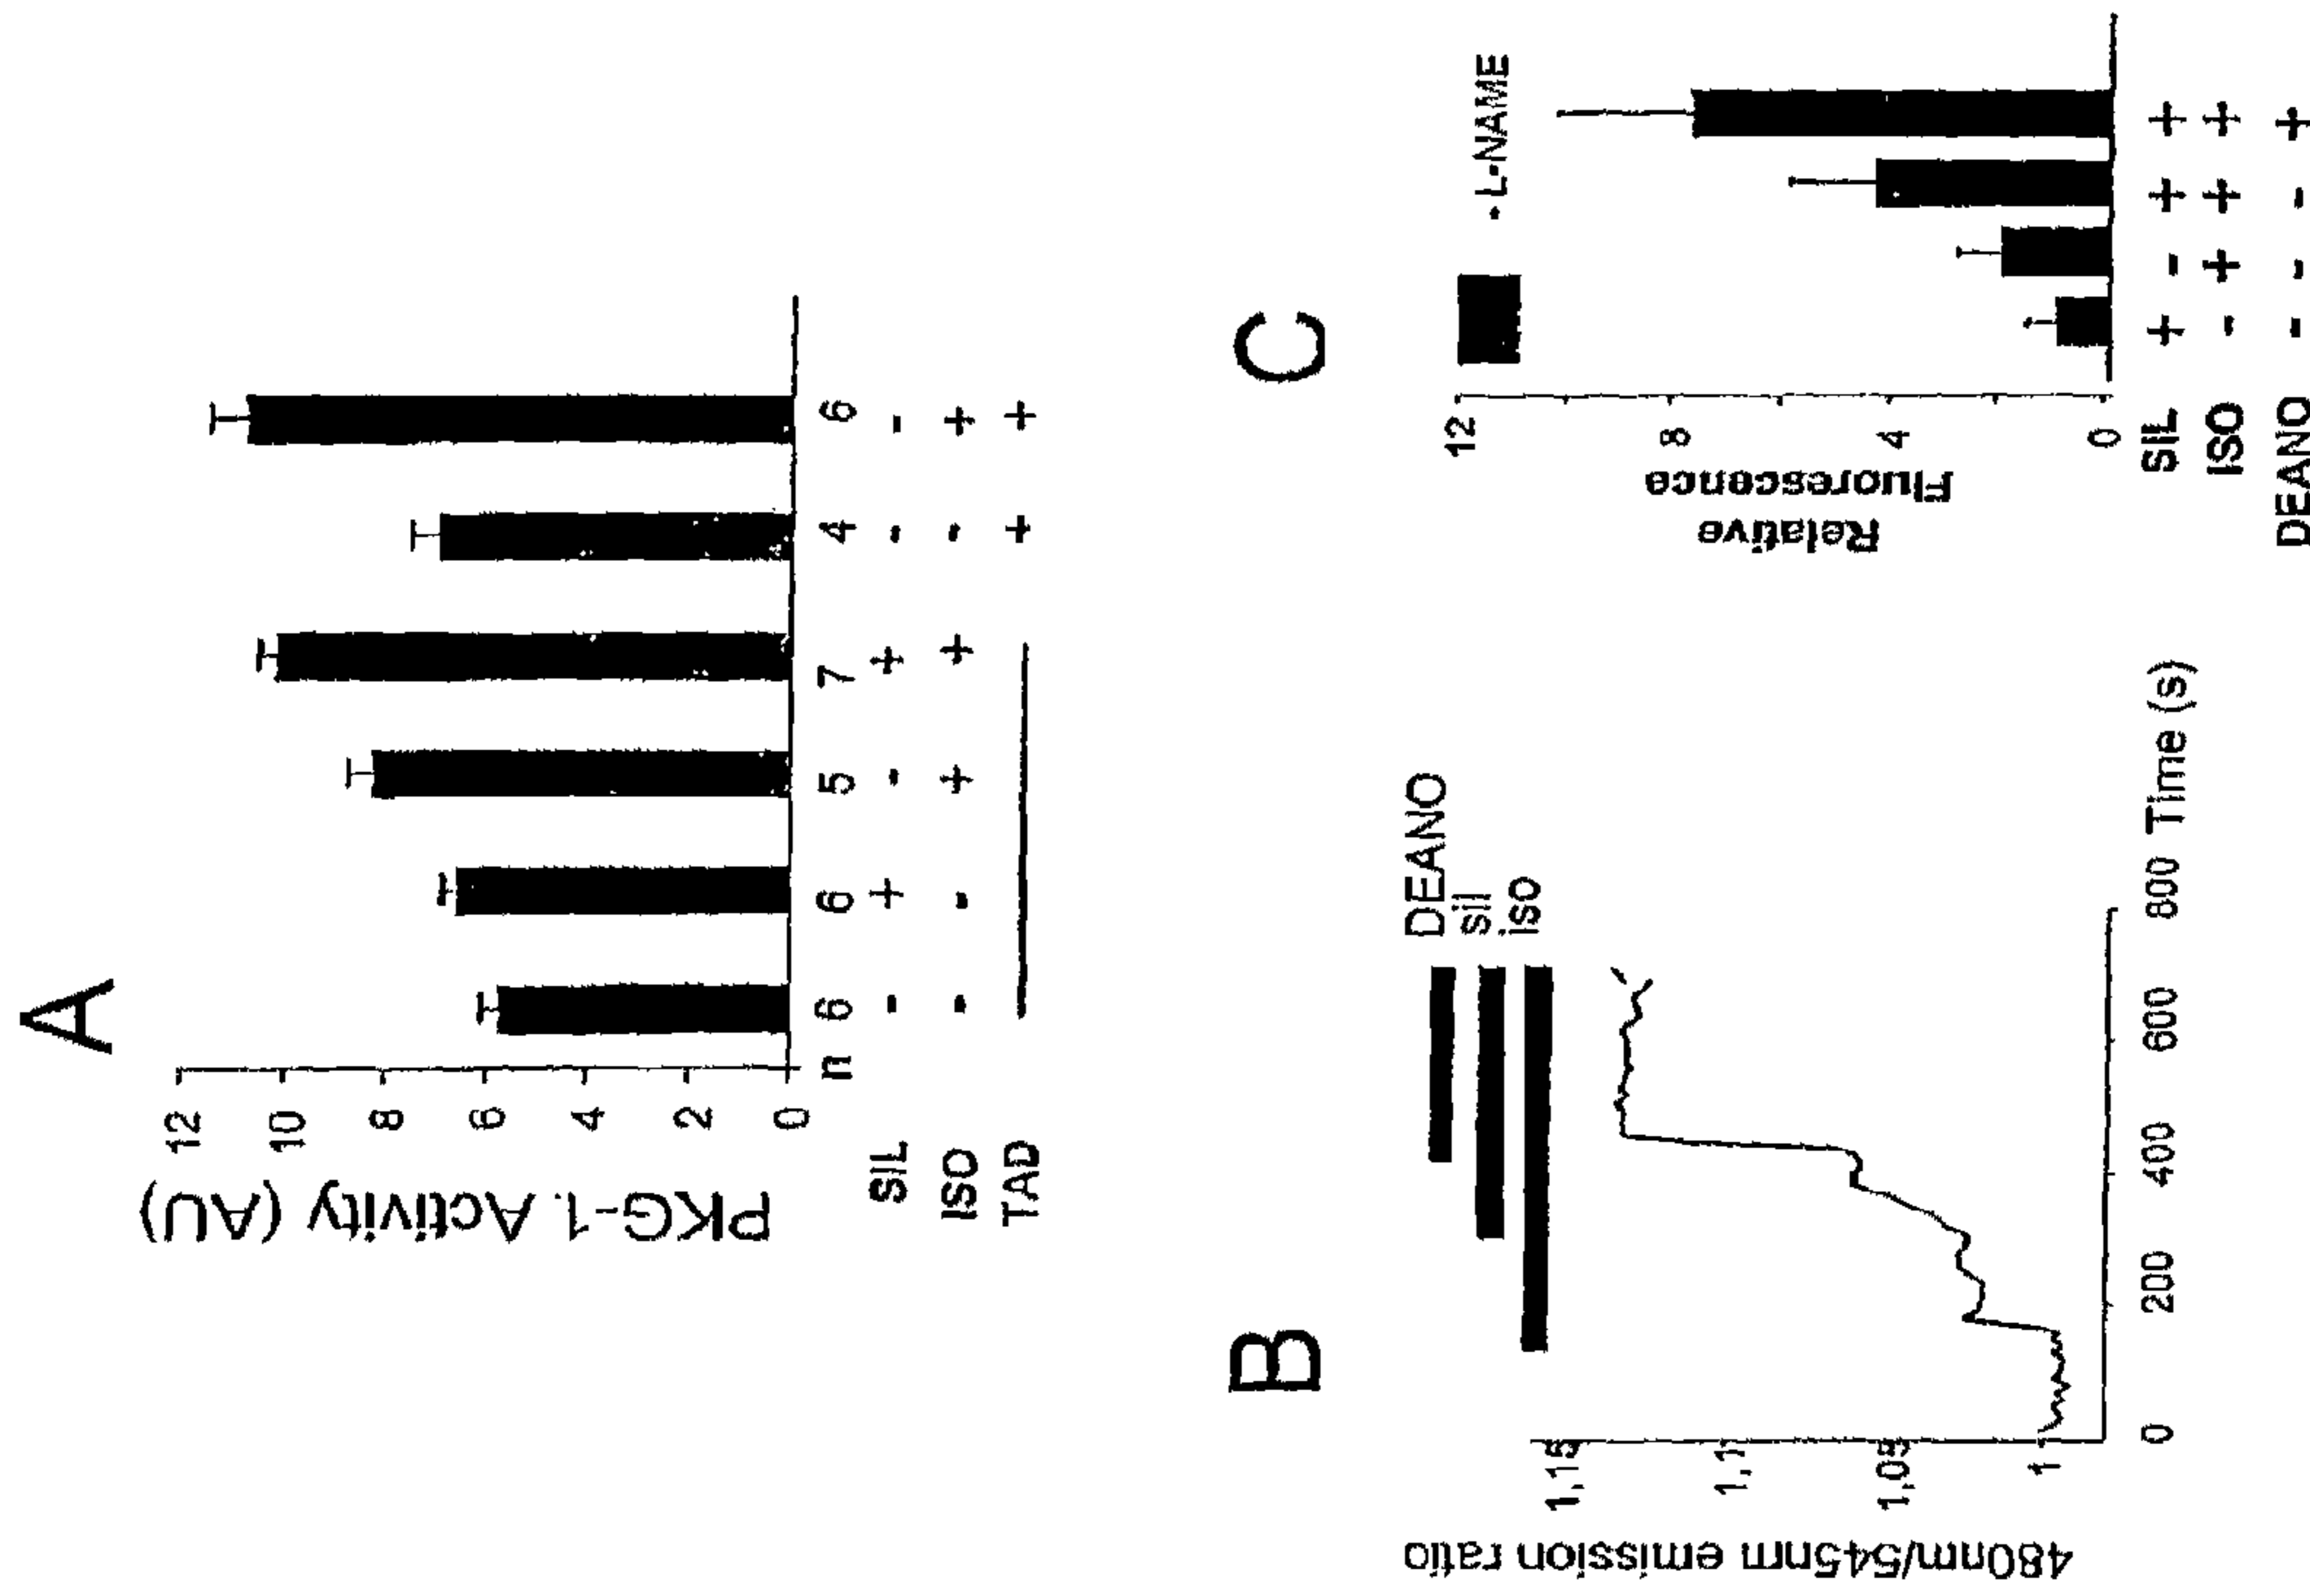 A
PKG-1. Activity (AU)
12
10
8
6
4
2
0
n 6 6 5 7 4 6
SIL - + - + - -
ISO - - + + - +
TAD + +
B
480nm/545nm emission ratio
1,15
1,1
1,05
1
DEANO
sil
iso
0 200 400 600 800 Time (s)
C
Relative
Fluorescence
12
8
4
0
L-NAME
SIL + - + +
ISO - + + +
DEANO - - - +